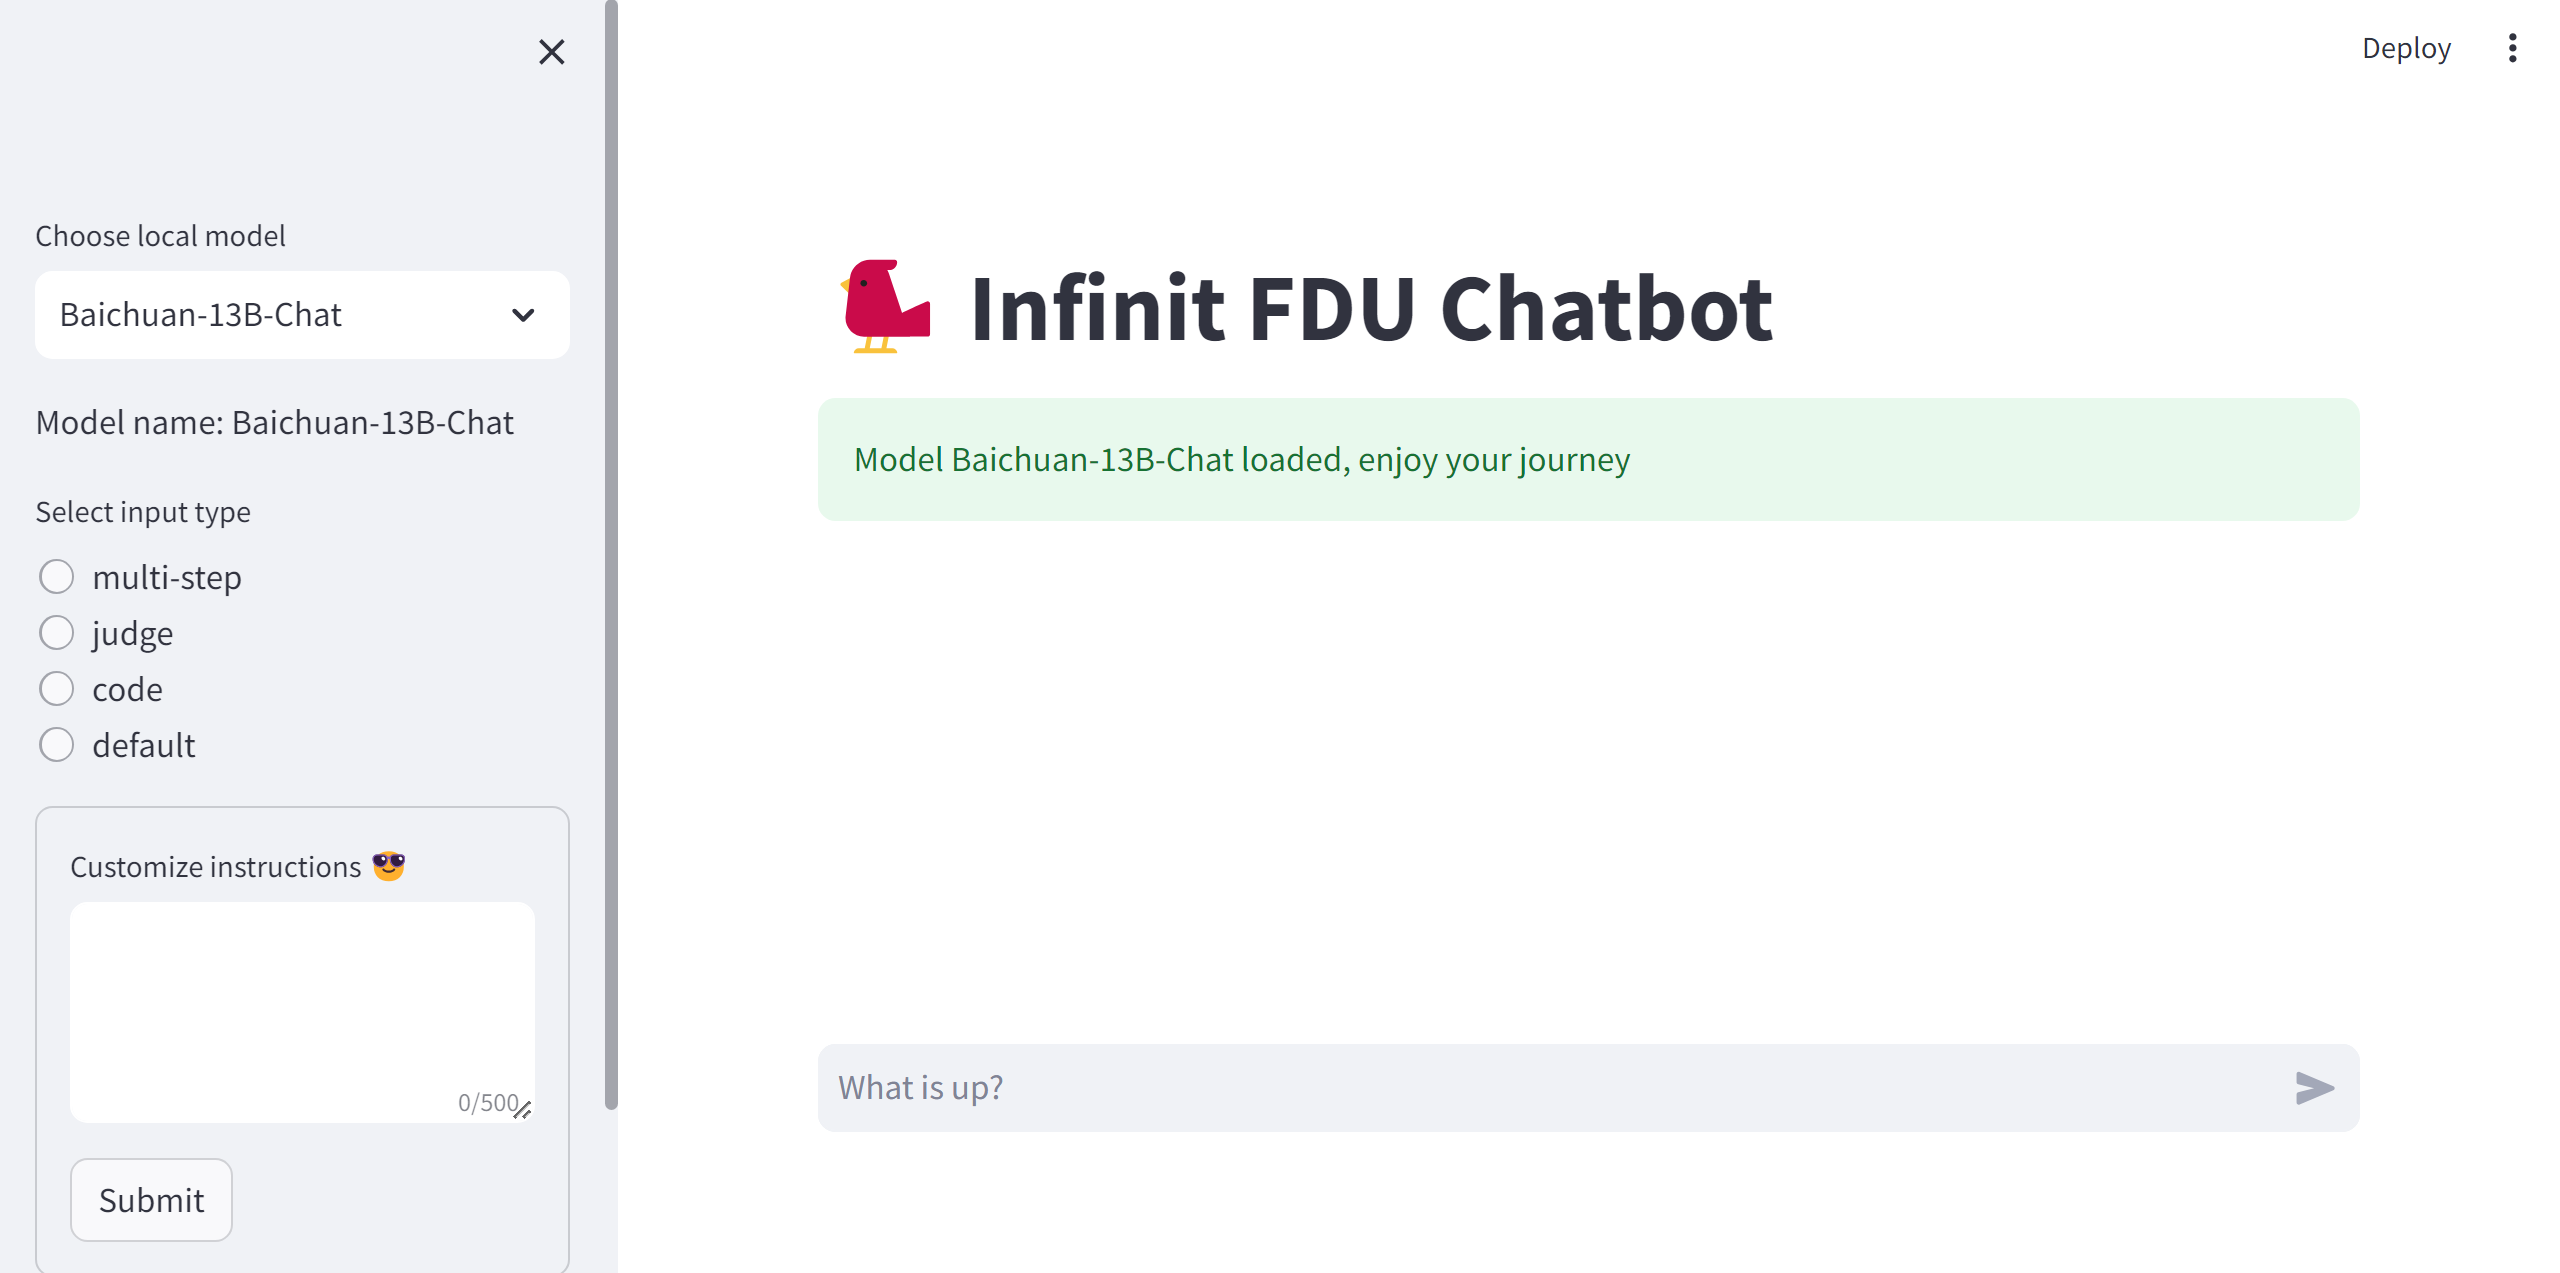 Choose local model
Baichuan-13B-Chat
Model name: Baichuan-13B-Chat
Select input type
multi-step
judge
code
default
Customize instructions 😎
0/500
Submit
Deploy
Infinit FDU Chatbot
Model Baichuan-13B-Chat loaded, enjoy your journey
What is up?